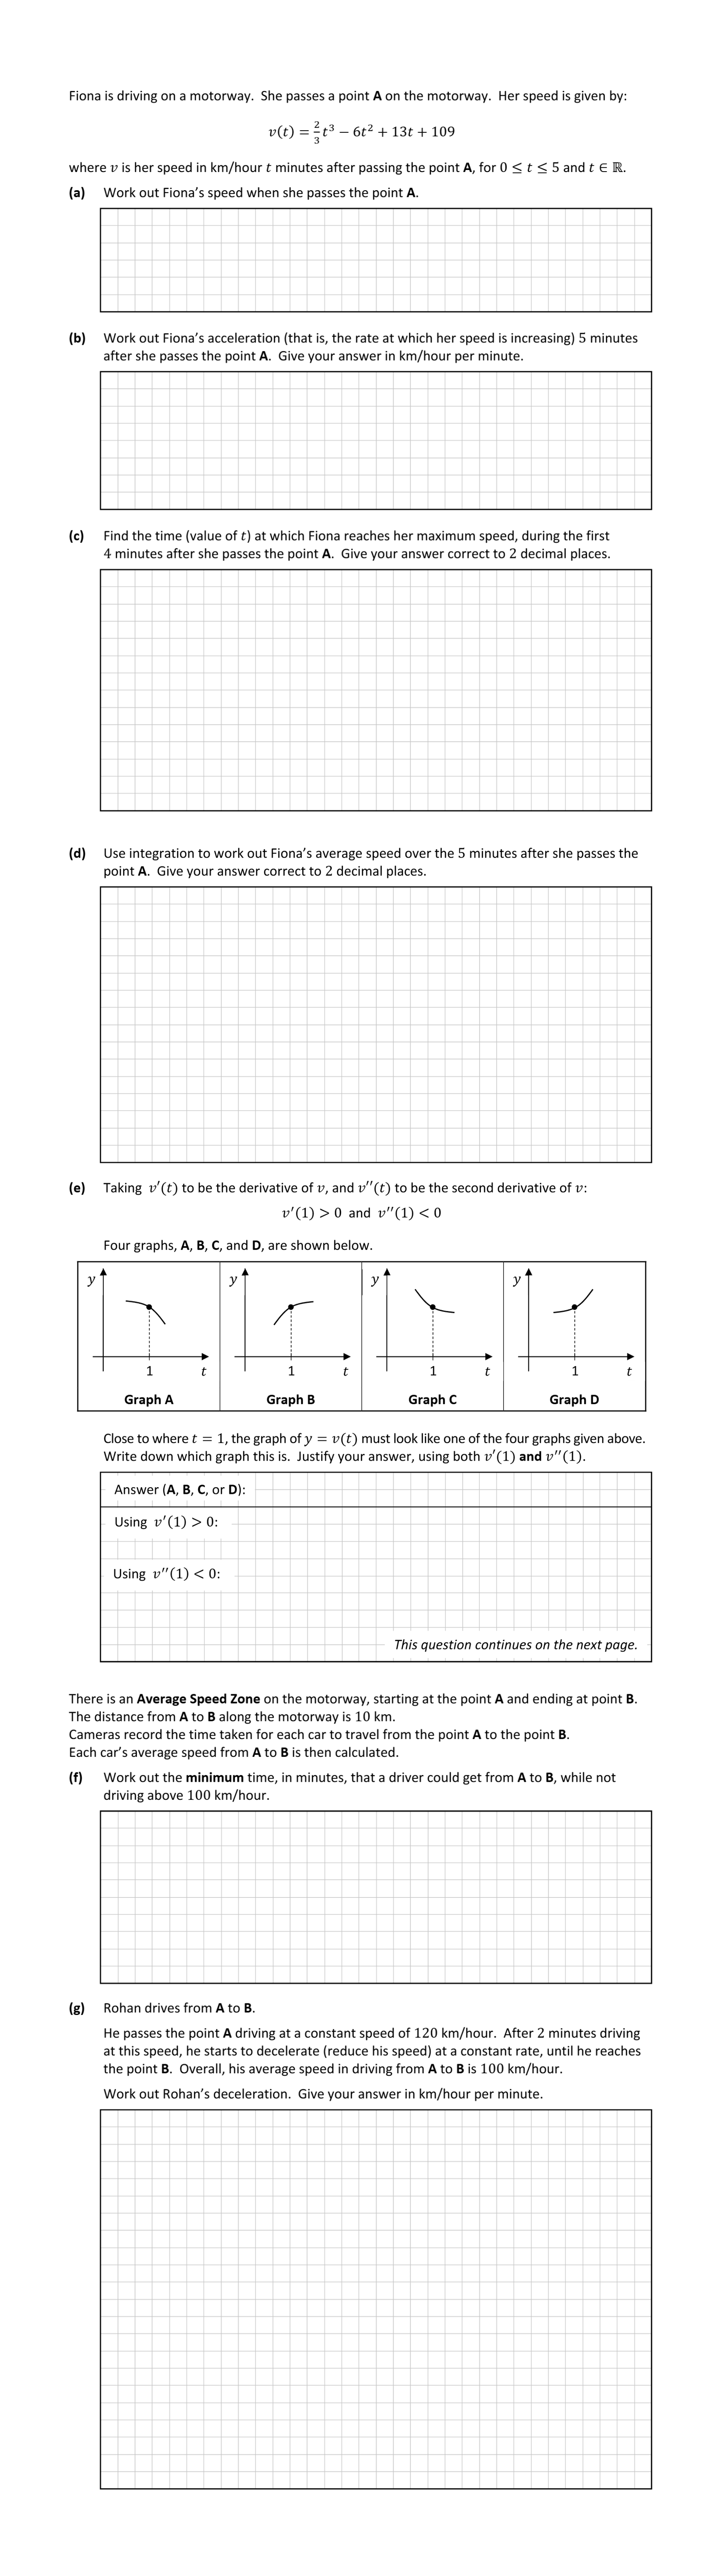 Fiona is driving on a motorway. She passes a point A on the motorway. Her speed is given by:
v(t) = 2/3 t³ − 6t² + 13t + 109
where v is her speed in km/hour t minutes after passing the point A, for 0 ≤ t ≤ 5 and t ∈ ℝ.
(a) Work out Fiona’s speed when she passes the point A.
(b) Work out Fiona’s acceleration (that is, the rate at which her speed is increasing) 5 minutes
after she passes the point A. Give your answer in km/hour per minute.
(c) Find the time (value of t) at which Fiona reaches her maximum speed, during the first
4 minutes after she passes the point A. Give your answer correct to 2 decimal places.
(d) Use integration to work out Fiona’s average speed over the 5 minutes after she passes the
point A. Give your answer correct to 2 decimal places.
(e) Taking v′(t) to be the derivative of v, and v′′(t) to be the second derivative of v:
v′(1) > 0 and v′′(1) < 0
Four graphs, A, B, C, and D, are shown below.
y y y y
1 t 1 t 1 t 1 t
Graph A Graph B Graph C Graph D
Close to where t = 1, the graph of y = v(t) must look like one of the four graphs given above.
Write down which graph this is. Justify your answer, using both v′(1) and v′′(1).
Answer (A, B, C, or D):
Using v′(1) > 0:
Using v′′(1) < 0:
This question continues on the next page.
There is an Average Speed Zone on the motorway, starting at the point A and ending at point B.
The distance from A to B along the motorway is 10 km.
Cameras record the time taken for each car to travel from the point A to the point B.
Each car’s average speed from A to B is then calculated.
(f) Work out the minimum time, in minutes, that a driver could get from A to B, while not
driving above 100 km/hour.
(g) Rohan drives from A to B.
He passes the point A driving at a constant speed of 120 km/hour. After 2 minutes driving
at this speed, he starts to decelerate (reduce his speed) at a constant rate, until he reaches
the point B. Overall, his average speed in driving from A to B is 100 km/hour.
Work out Rohan’s deceleration. Give your answer in km/hour per minute.